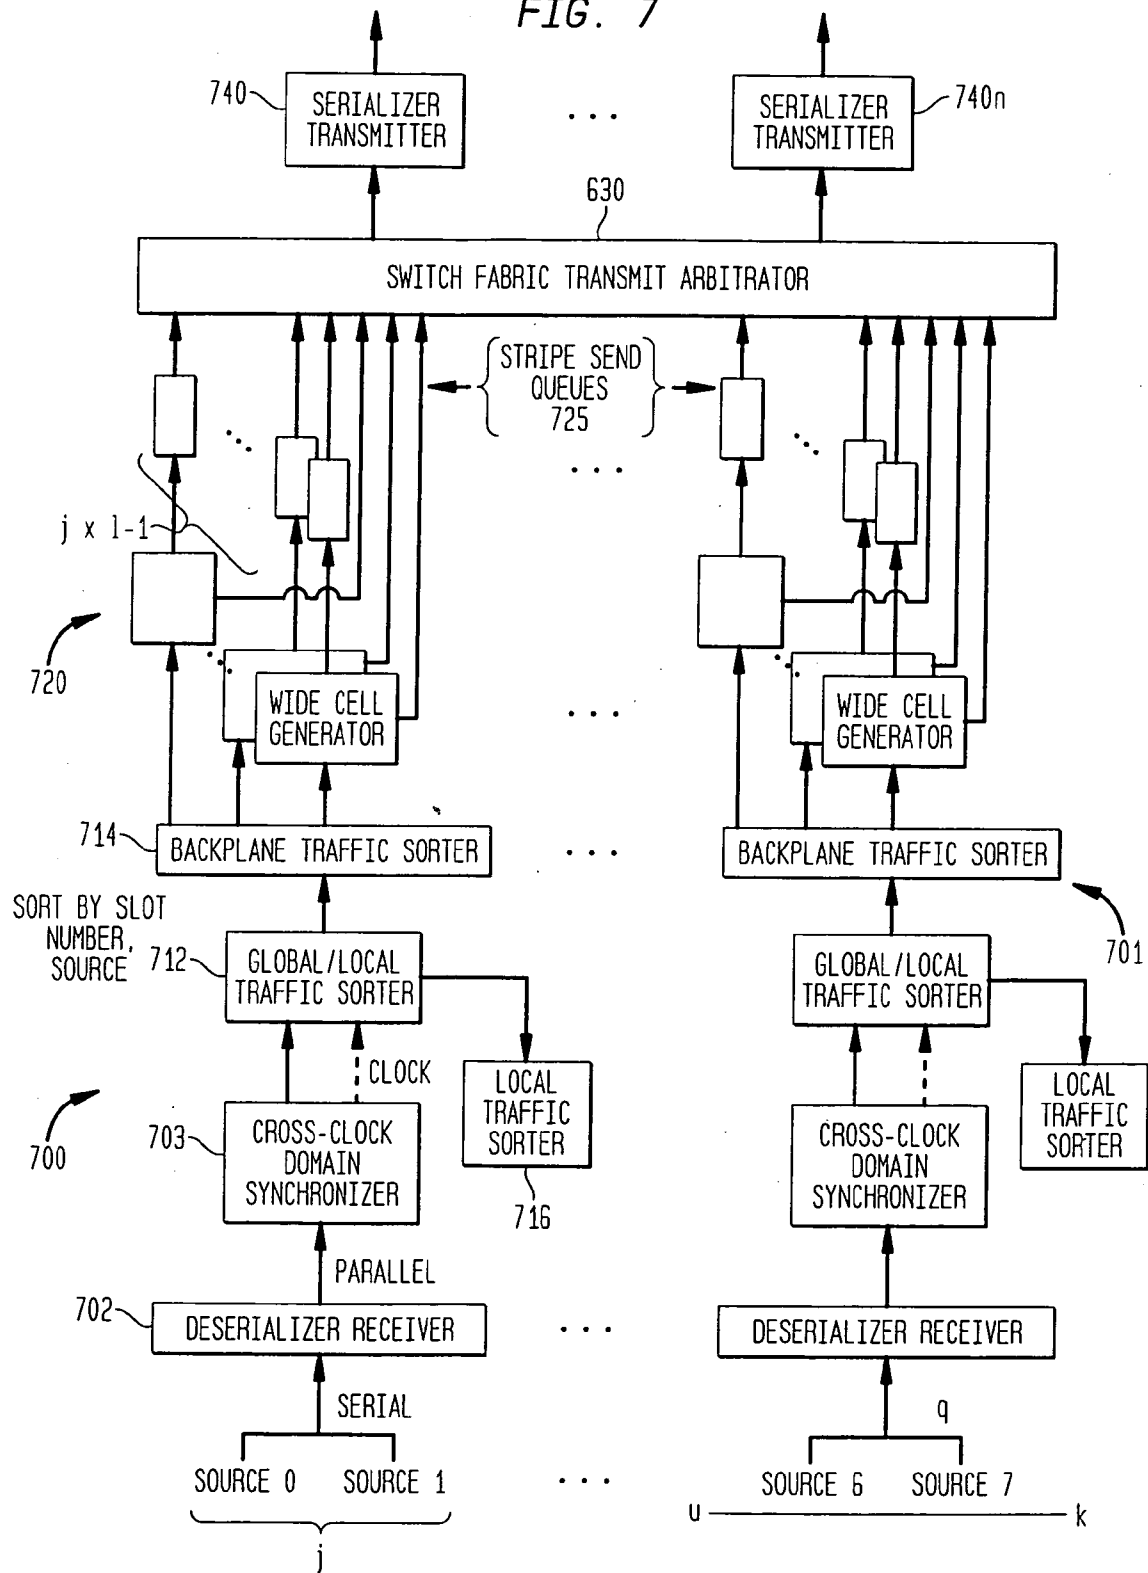 FIG. 7
740
SERIALIZER
TRANSMITTER
...
SERIALIZER
TRANSMITTER
740n
630
SWITCH FABRIC TRANSMIT ARBITRATOR
STRIPE SEND
QUEUES
725
...
j x l-1
720
WIDE CELL
GENERATOR
...
WIDE CELL
GENERATOR
714
BACKPLANE TRAFFIC SORTER
...
BACKPLANE TRAFFIC SORTER
701
SORT BY SLOT
NUMBER,
SOURCE
712
GLOBAL/LOCAL
TRAFFIC SORTER
GLOBAL/LOCAL
TRAFFIC SORTER
CLOCK
LOCAL
TRAFFIC
SORTER
716
LOCAL
TRAFFIC
SORTER
700
703
CROSS-CLOCK
DOMAIN
SYNCHRONIZER
CROSS-CLOCK
DOMAIN
SYNCHRONIZER
PARALLEL
702
DESERIALIZER RECEIVER
...
DESERIALIZER RECEIVER
SERIAL
q
SOURCE 0
SOURCE 1
...
SOURCE 6
SOURCE 7
j
u
k